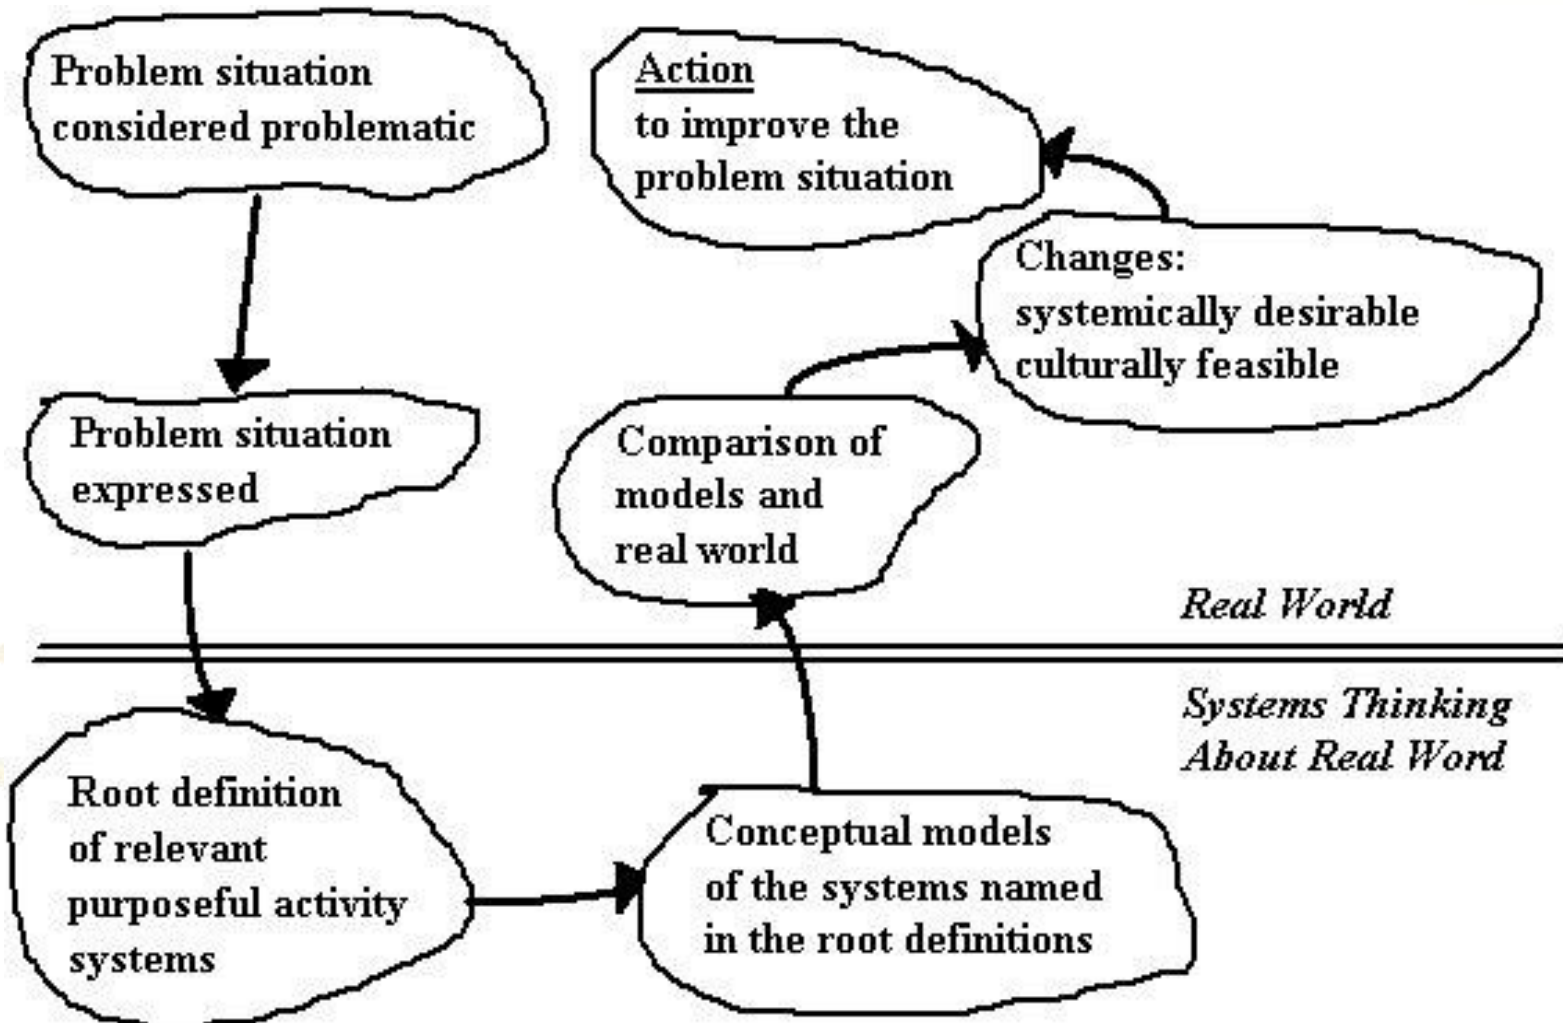 Problem situation
considered problematic
Action
to improve the
problem situation
Changes:
systemically desirable
culturally feasible
Problem situation
expressed
Comparison of
models and
real world
Real World
Systems Thinking
About Real Word
Root definition
of relevant
purposeful activity
systems
Conceptual models
of the systems named
in the root definitions